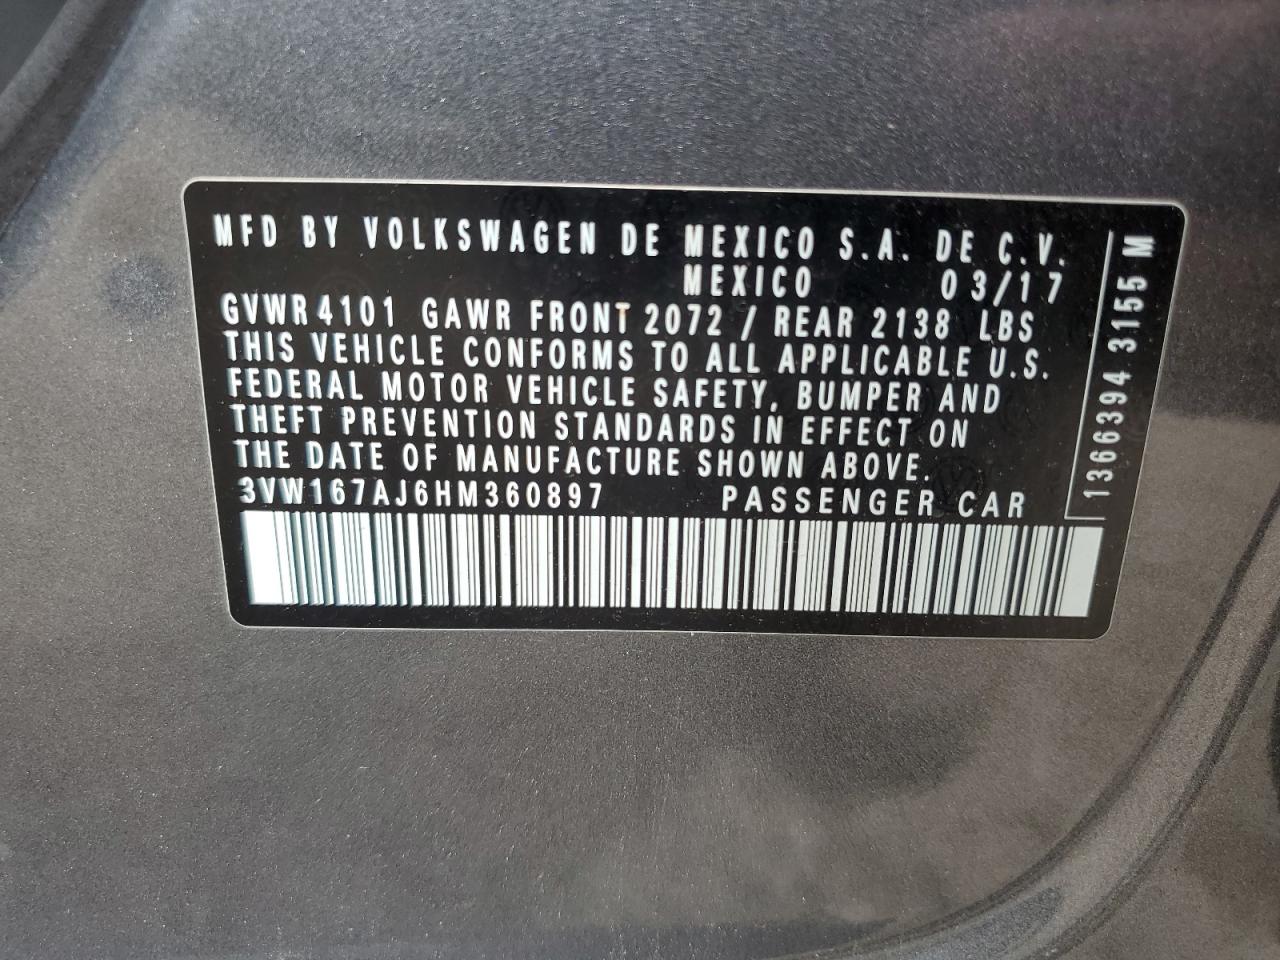 MFD BY VOLKSWAGEN DE MEXICO S.A. DE C.V.
MEXICO 03/17
GVWR 4101 GAWR FRONT 2072 / REAR 2138 LBS
THIS VEHICLE CONFORMS TO ALL APPLICABLE U.S.
FEDERAL MOTOR VEHICLE SAFETY, BUMPER AND
THEFT PREVENTION STANDARDS IN EFFECT ON
THE DATE OF MANUFACTURE SHOWN ABOVE.
3VW167AJ6HM360897 PASSENGER CAR
1366394 3155 M